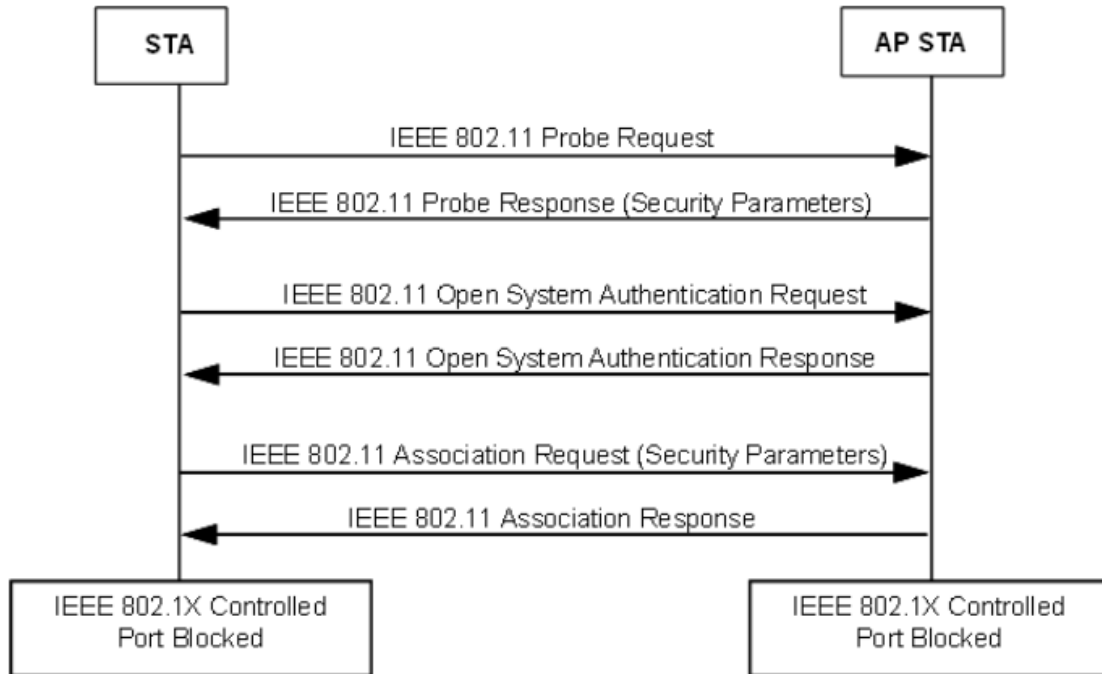 STA
AP STA
IEEE 802.11 Probe Request
IEEE 802.11 Probe Response (Security Parameters)
IEEE 802.11 Open System Authentication Request
IEEE 802.11 Open System Authentication Response
IEEE 802.11 Association Request (Security Parameters)
IEEE 802.11 Association Response
IEEE 802.1X Controlled
Port Blocked
IEEE 802.1X Controlled
Port Blocked